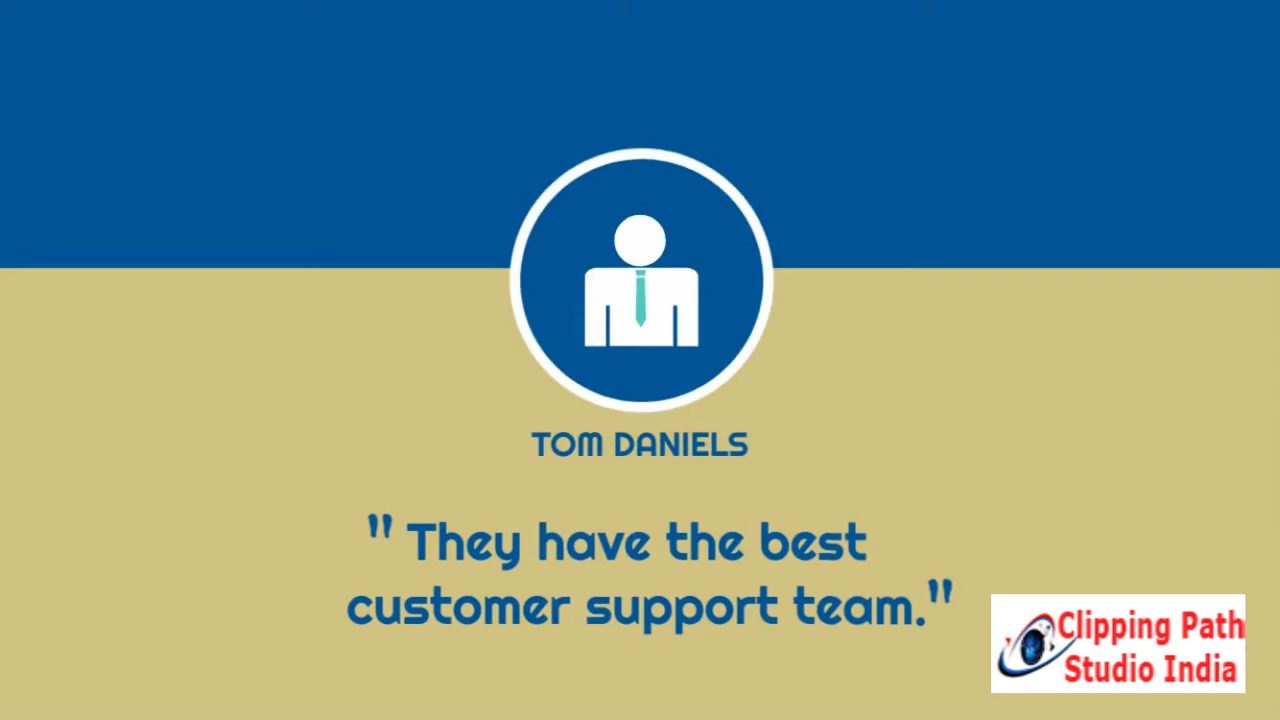 TOM DANIELS
" They have the best
customer support team."
Clipping Path
Studio India